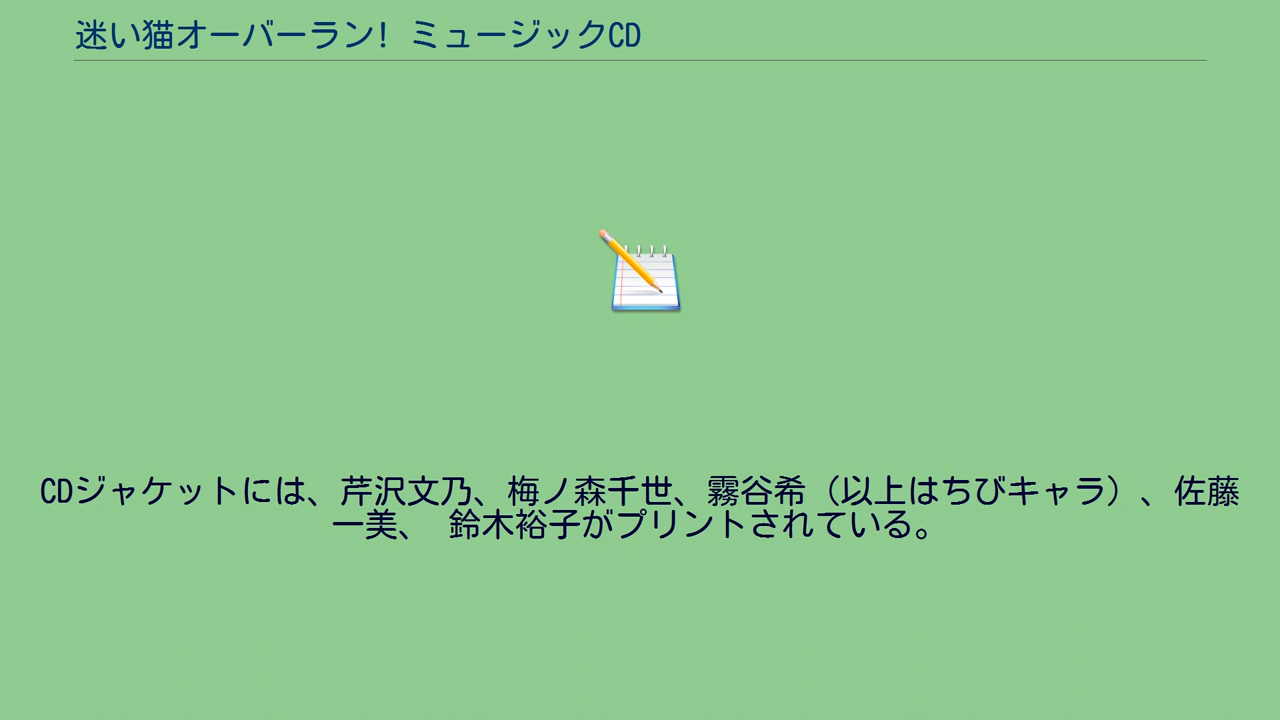 迷い猫オーバーラン! ミュージックCD
CDジャケットには、芹沢文乃、梅ノ森千世、霧谷希（以上はちびキャラ）、佐藤
一美、 鈴木裕子がプリントされている。